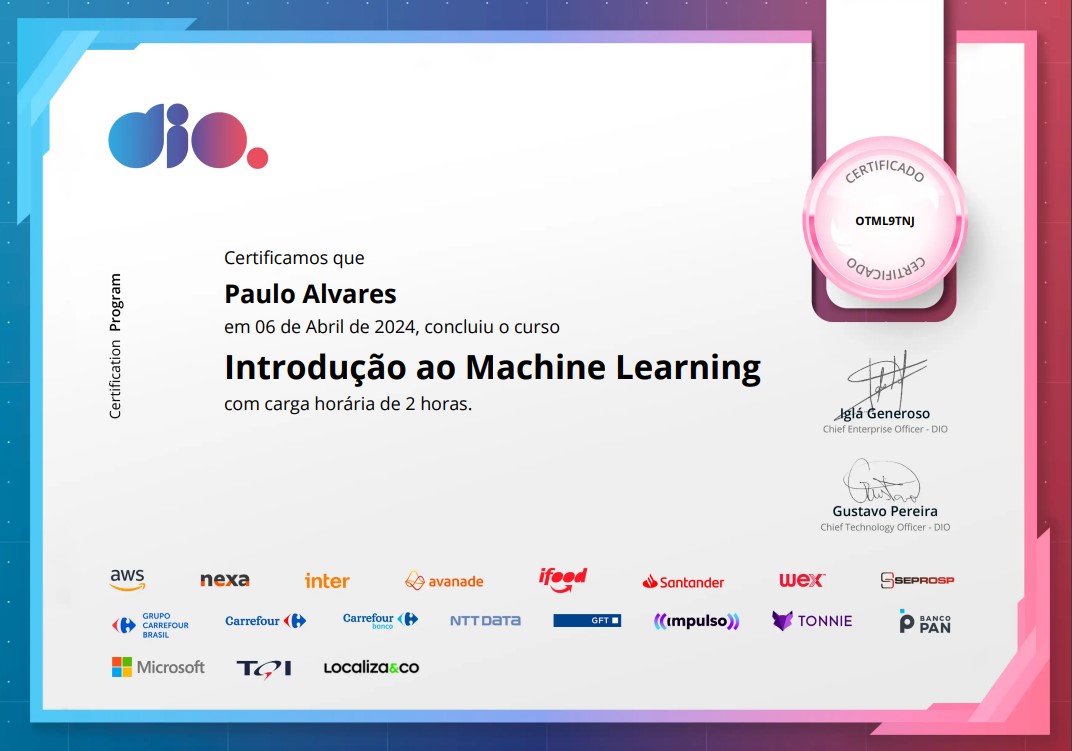 dio.
CERTIFICADO
OTML9TNJ
CERTIFICADO
Certification Program
Certificamos que
Paulo Alvares
em 06 de Abril de 2024, concluiu o curso
Introdução ao Machine Learning
com carga horária de 2 horas.
Iglá Generoso
Chief Enterprise Officer - DIO
Gustavo
Gustavo Pereira
Chief Technology Officer - DIO
aws nexa inter avanade ifood Santander wex SEPROSP
GRUPO CARREFOUR BRASIL Carrefour Carrefour banco NTT DATA GFT ((impulso)) TONNIE BANCO PAN
Microsoft TQI Localiza&co